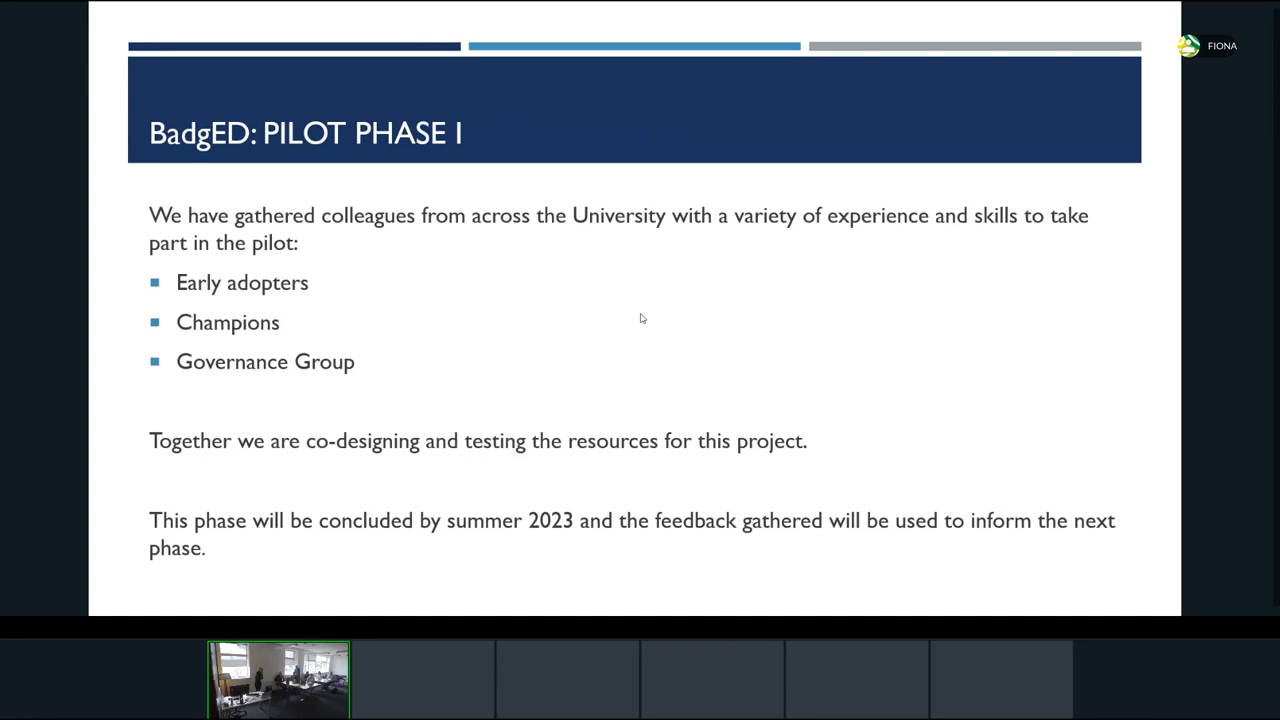 FIONA
BadgED: PILOT PHASE I
We have gathered colleagues from across the University with a variety of experience and skills to take
part in the pilot:
Early adopters
Champions
Governance Group
Together we are co-designing and testing the resources for this project.
This phase will be concluded by summer 2023 and the feedback gathered will be used to inform the next
phase.